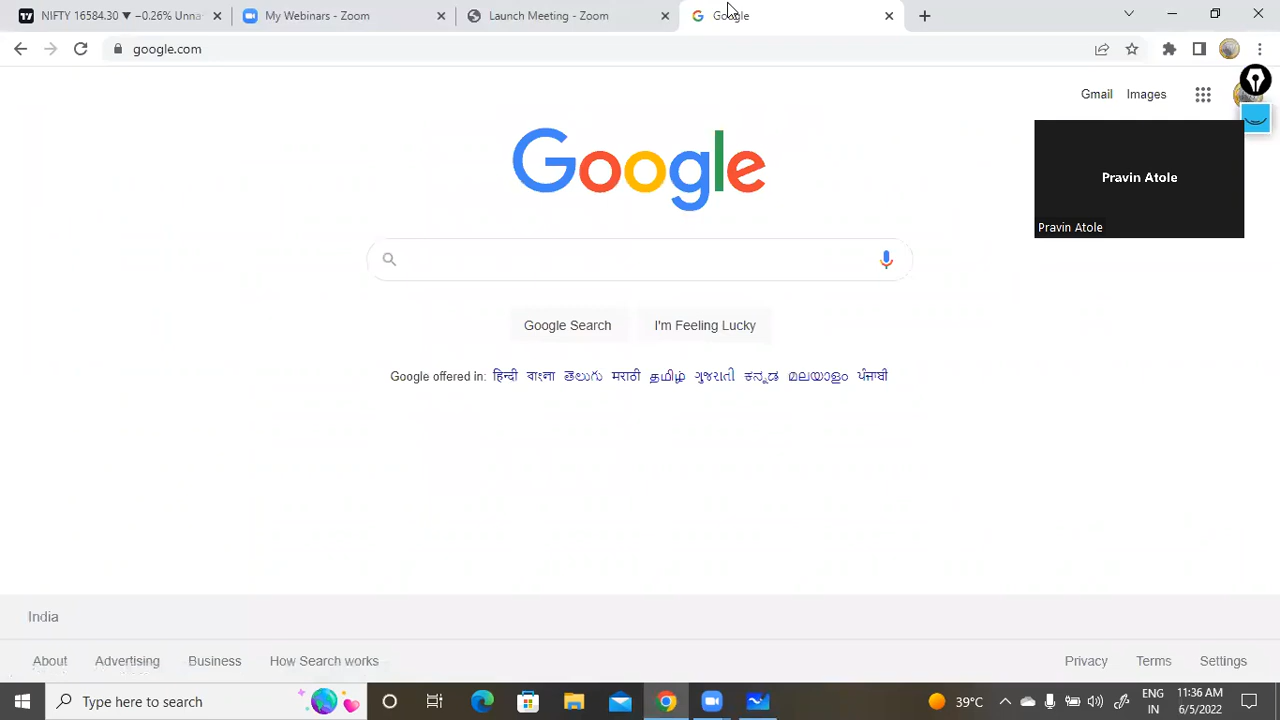 NIFTY 16584.30 ▼ −0.26% Unna
My Webinars - Zoom
Launch Meeting - Zoom
Google
google.com
Gmail
Images
Google
Pravin Atole
Pravin Atole
Google Search
I'm Feeling Lucky
Google offered in: हिन्दी বাংলা తెలుగు मराठी தமிழ் ગુજરાતી ಕನ್ನಡ മലയാളം ਪੰਜਾਬੀ
India
About
Advertising
Business
How Search works
Privacy
Terms
Settings
Type here to search
39°C
ENG
IN
11:36 AM
6/5/2022